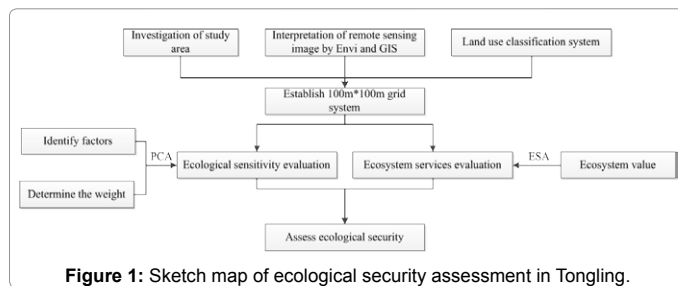 Investigation of study
area
Interpretation of remote sensing
image by Envi and GIS
Land use classification system
Establish 100m*100m grid
system
Identify factors
PCA
Ecological sensitivity evaluation
Ecosystem services evaluation
ESA
Ecosystem value
Determine the weight
Assess ecological security
Figure 1: Sketch map of ecological security assessment in Tongling.